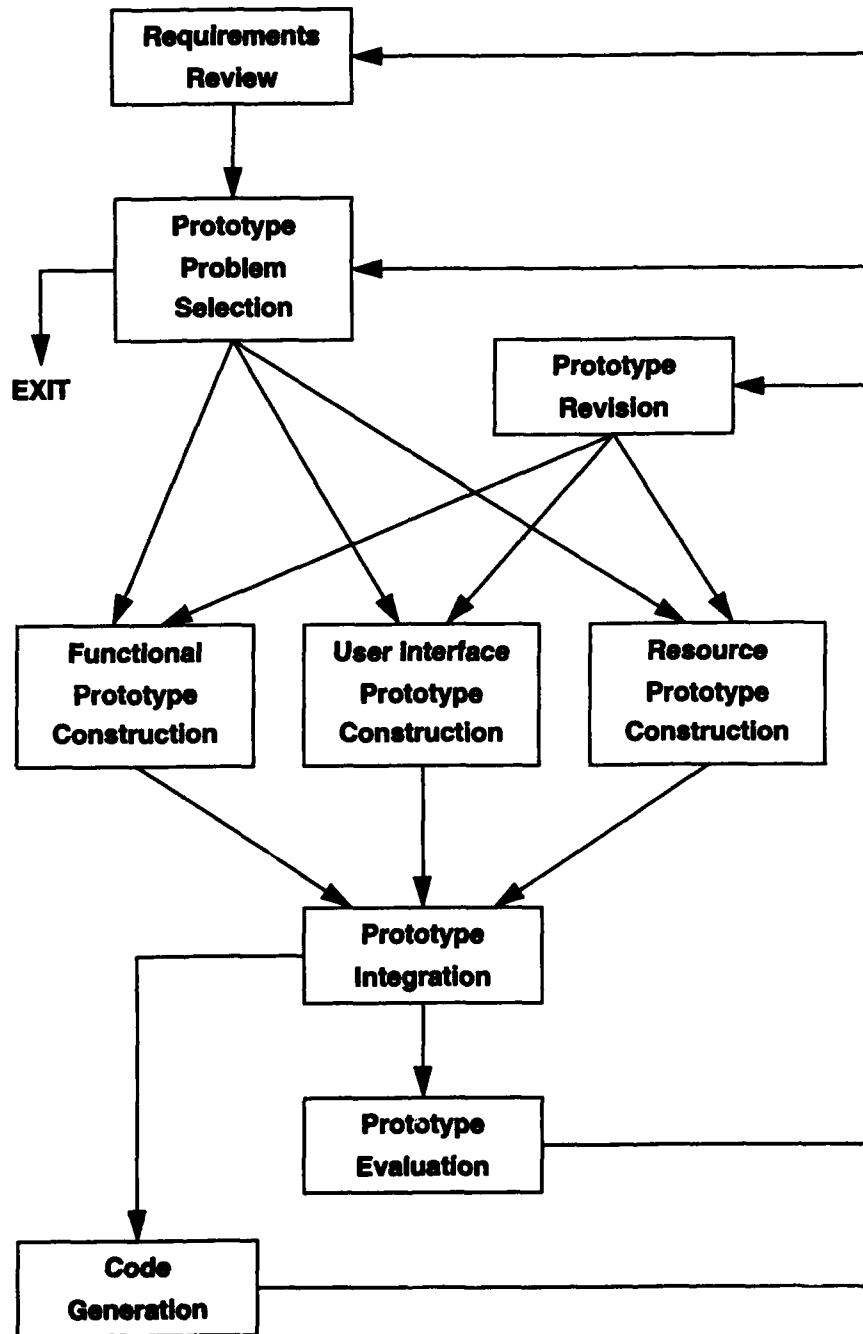 Requirements
Review
Prototype
Problem
Selection
EXIT
Prototype
Revision
Functional
Prototype
Construction
User Interface
Prototype
Construction
Resource
Prototype
Construction
Prototype
Integration
Prototype
Evaluation
Code
Generation